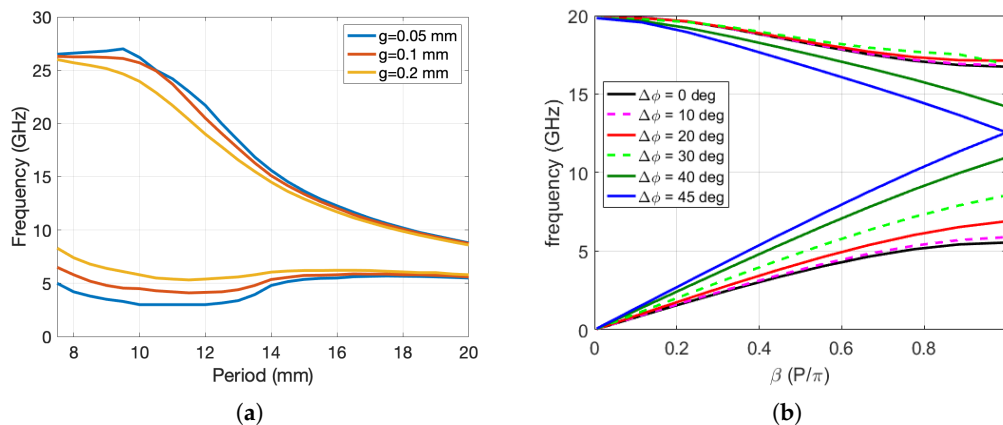 30
25
20
15
10
5
0
Frequency (GHz)
8 10 12 14 16 18 20
Period (mm)
g=0.05 mm
g=0.1 mm
g=0.2 mm
(a)
20
15
10
5
0
frequency (GHz)
0 0.2 0.4 0.6 0.8
β (P/π)
Δϕ = 0 deg
Δϕ = 10 deg
Δϕ = 20 deg
Δϕ = 30 deg
Δϕ = 40 deg
Δϕ = 45 deg
(b)